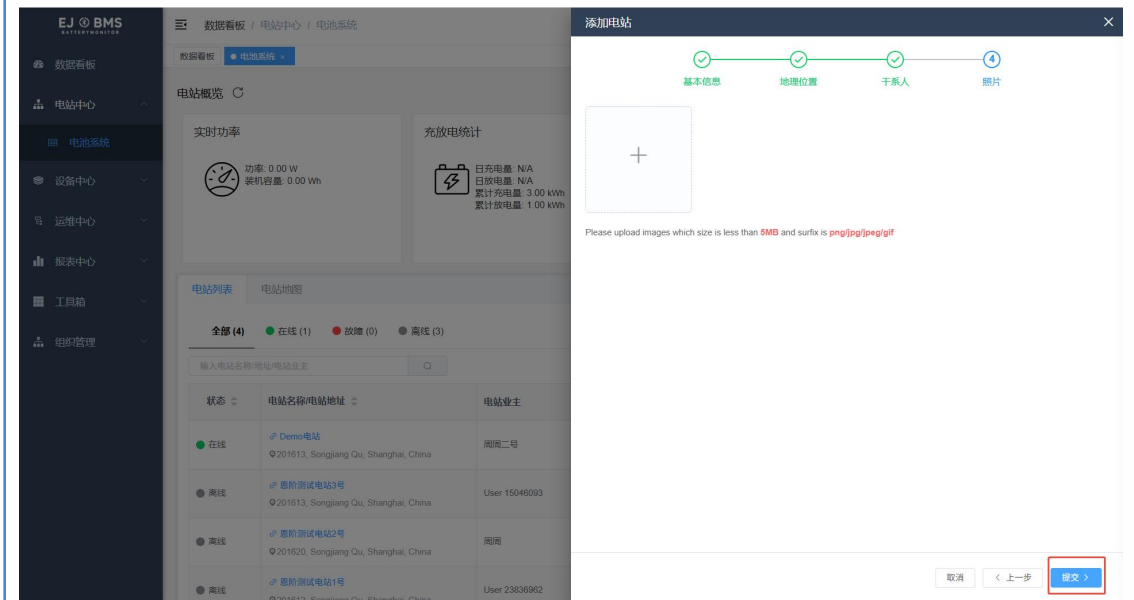 EJ BMS
BATTERYMONITOR
数据看板
电站中心
电池系统
设备中心
运维中心
报表中心
工具箱
组织管理
数据看板 / 电站中心 / 电池系统
数据看板
电池系统 ×
电站概览
实时功率
功率: 0.00 W
装机容量: 0.00 Wh
充放电统计
日充电量: N/A
日放电量: N/A
累计充电量: 3.00 kWh
累计放电量: 1.00 kWh
电站列表
电站地图
全部 (4)
在线 (1)
故障 (0)
离线 (3)
输入电站名称/地址/电站业主
状态
电站名称/电站地址
电站业主
在线
Demo电站
201613, Songjiang Qu, Shanghai, China
周周二号
离线
恩阶测试电站3号
201613, Songjiang Qu, Shanghai, China
User 15046093
离线
恩阶测试电站2号
201620, Songjiang Qu, Shanghai, China
周周
离线
恩阶测试电站1号
201613, Songjiang Qu, Shanghai, China
User 23836962
添加电站
基本信息
地理位置
干系人
4
照片
Please upload images which size is less than 5MB and surfix is png/jpg/jpeg/gif
取消
< 上一步
提交 >